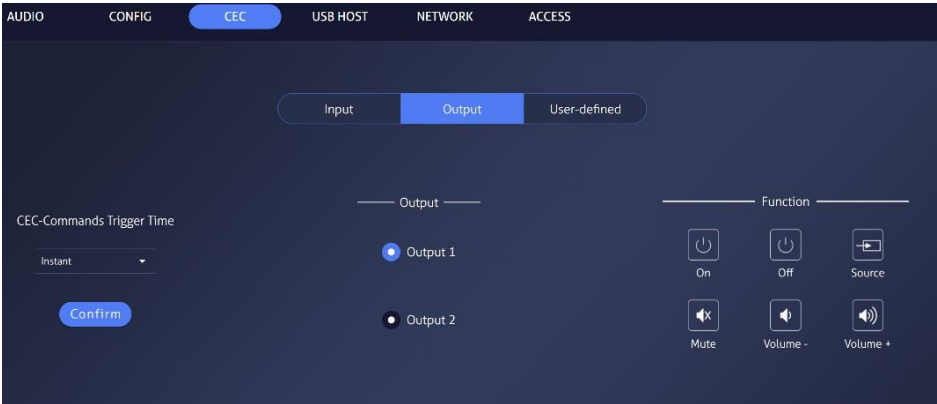 AUDIO CONFIG CEC USB HOST NETWORK ACCESS
Input Output User-defined
CEC-Commands Trigger Time
Instant
Confirm
Output
Output 1
Output 2
Function
On Off Source
Mute Volume - Volume +